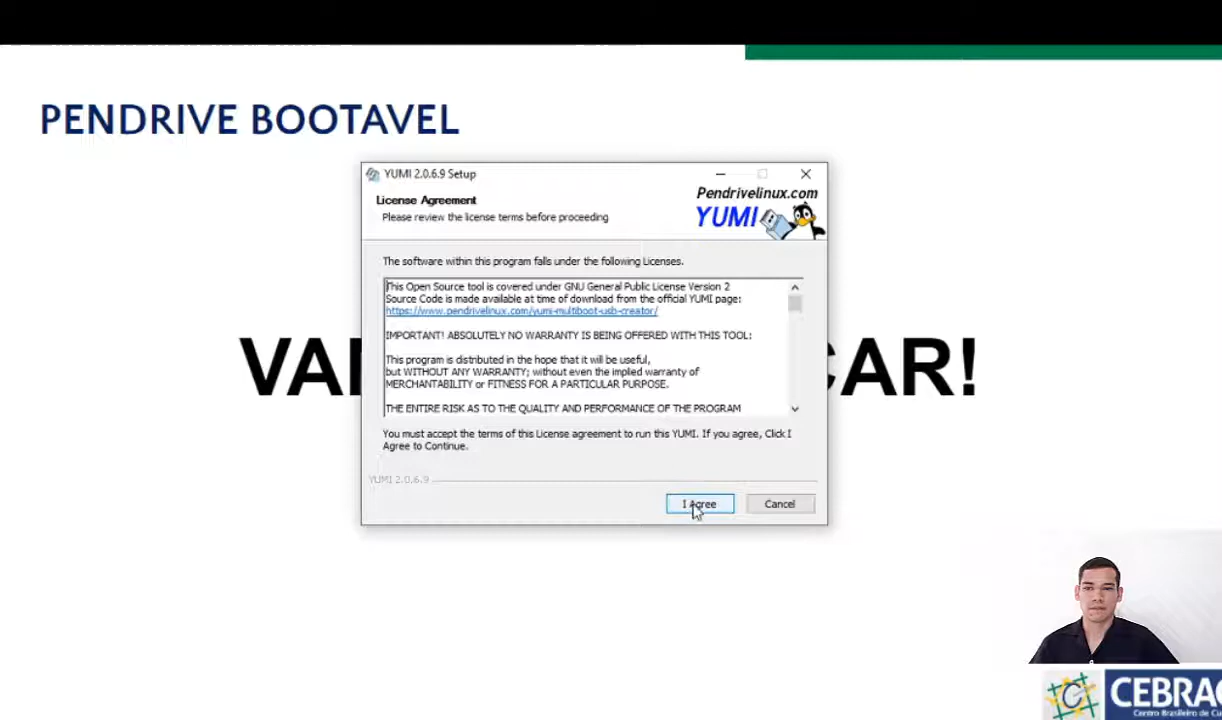 PENDRIVE BOOTAVEL
YUMI 2.0.6.9 Setup
License Agreement
Please review the license terms before proceeding
Pendrivelinux.com
YUMI
The software within this program falls under the following Licenses.
This Open Source tool is covered under GNU General Public License Version 2
Source Code is made available at time of download from the official YUMI page:
https://www.pendrivelinux.com/yumi-multiboot-usb-creator/
IMPORTANT! ABSOLUTELY NO WARRANTY IS BEING OFFERED WITH THIS TOOL:
This program is distributed in the hope that it will be useful,
but WITHOUT ANY WARRANTY; without even the implied warranty of
MERCHANTABILITY or FITNESS FOR A PARTICULAR PURPOSE.
THE ENTIRE RISK AS TO THE QUALITY AND PERFORMANCE OF THE PROGRAM
You must accept the terms of this License agreement to run this YUMI. If you agree, Click I
Agree to Continue.
YUMI 2.0.6.9
I Agree
Cancel
CEBRAC
Centro Brasileiro de